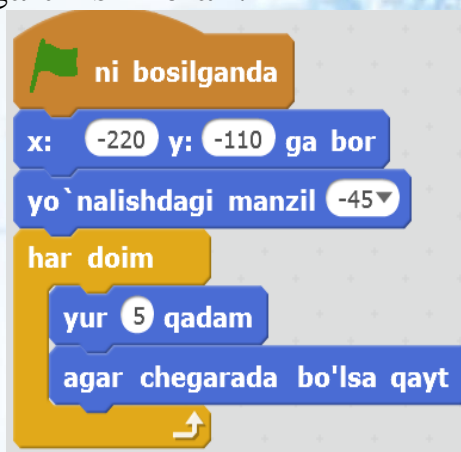 ni bosilganda
x: -220 y: -110 ga bor
yo`nalishdagi manzil -45
har doim
yur 5 qadam
agar chegarada bo'lsa qayt